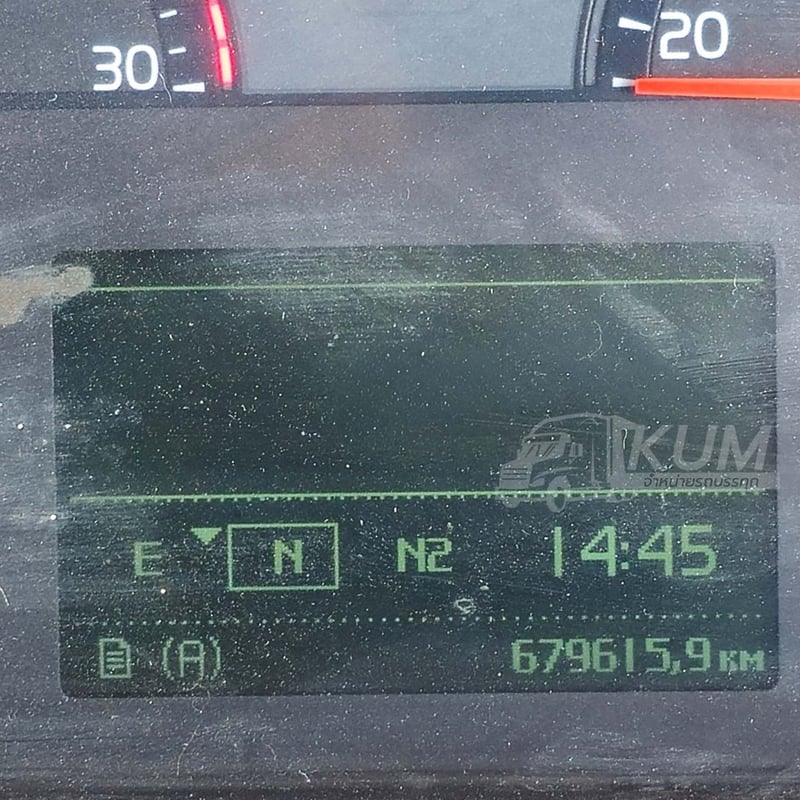 30
20
KUM
จำหน่ายรถบรรทุก
E N N2 14:45
(A) 679615,9 км